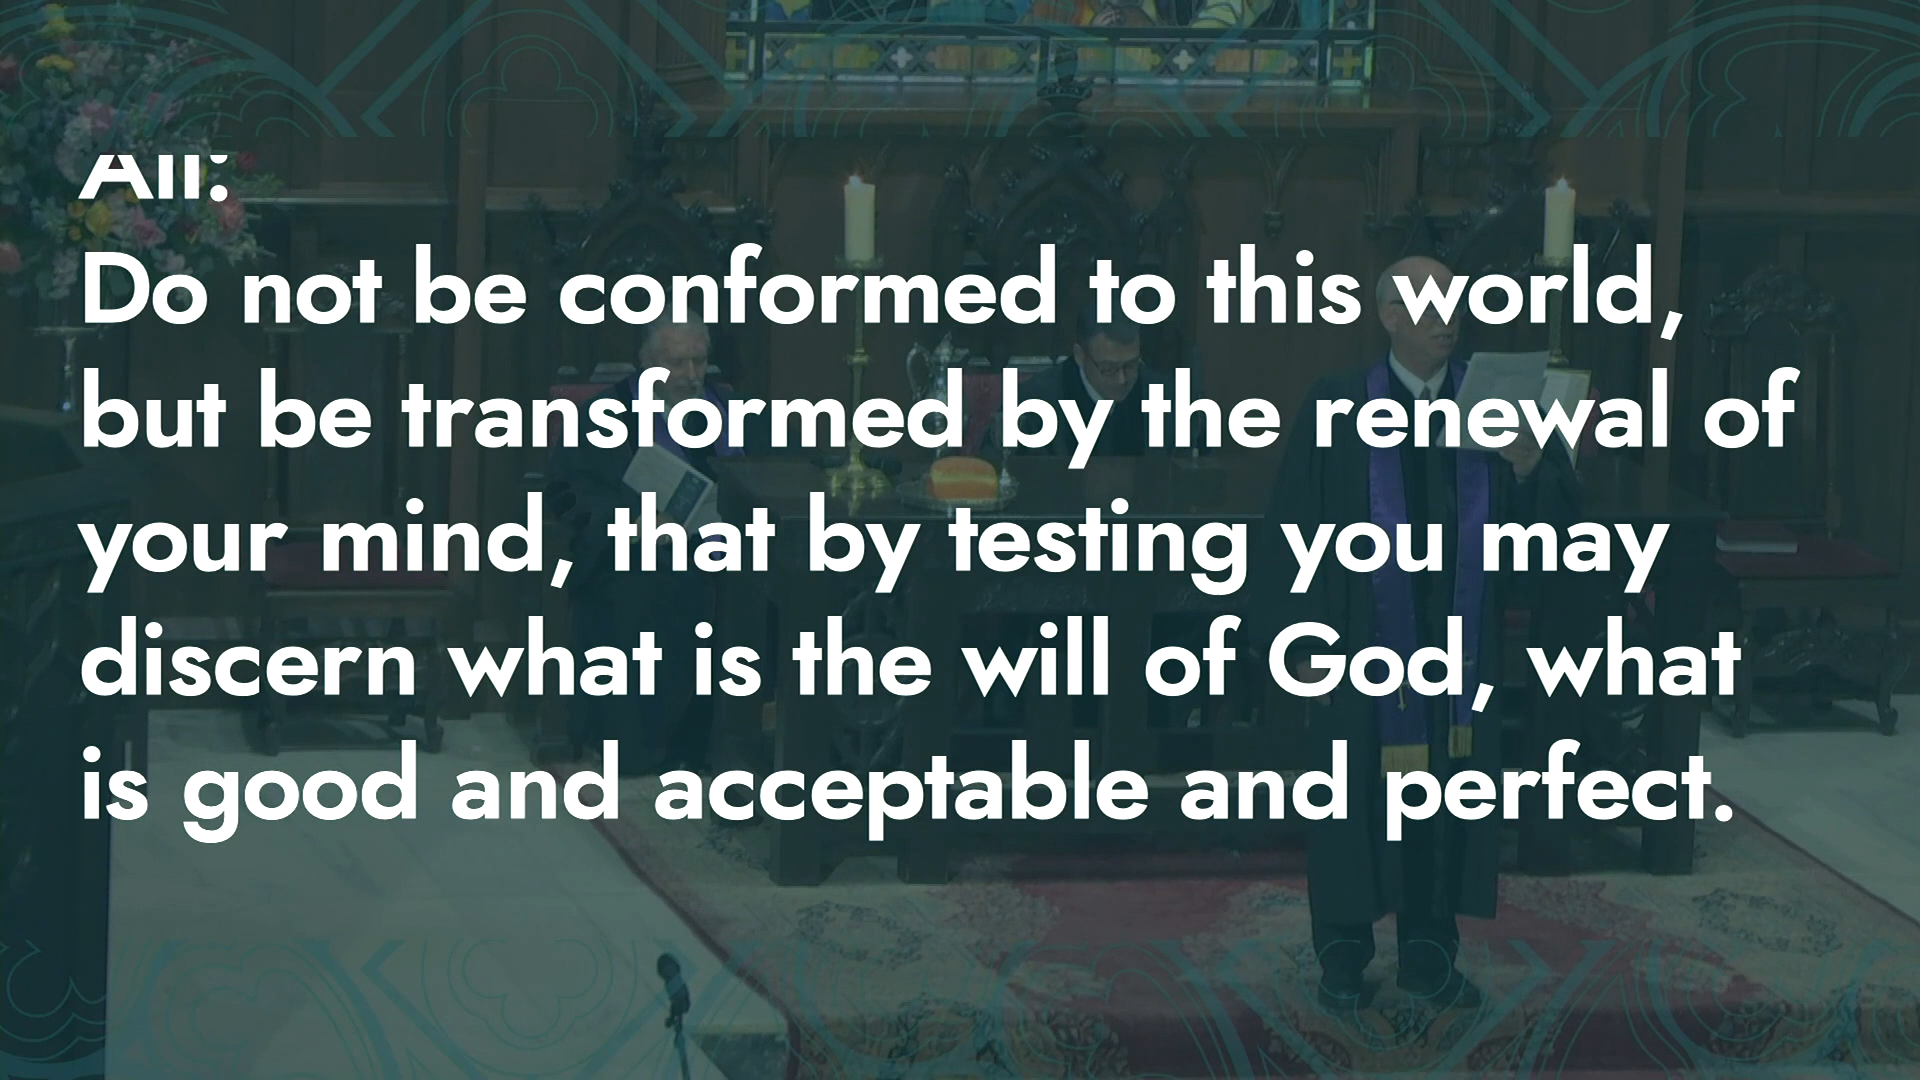 All:
Do not be conformed to this world,
but be transformed by the renewal of
your mind, that by testing you may
discern what is the will of God, what
is good and acceptable and perfect.